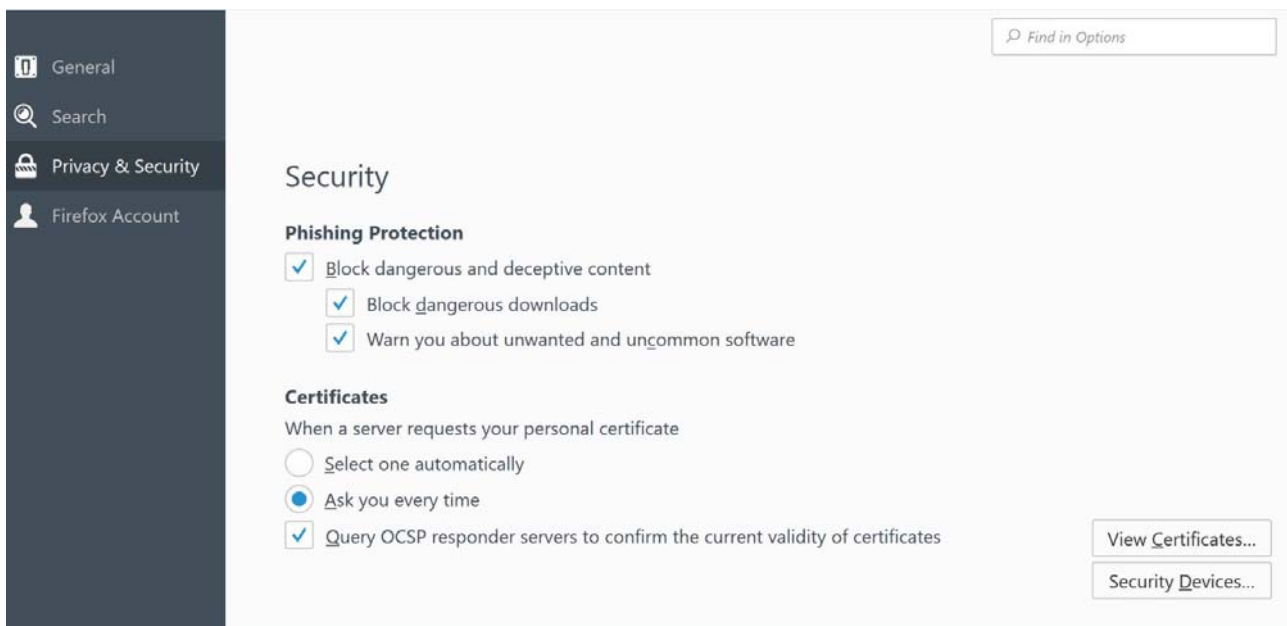 Find in Options
General
Search
Privacy & Security
Firefox Account
Security
Phishing Protection
Block dangerous and deceptive content
Block dangerous downloads
Warn you about unwanted and uncommon software
Certificates
When a server requests your personal certificate
Select one automatically
Ask you every time
Query OCSP responder servers to confirm the current validity of certificates
View Certificates...
Security Devices...